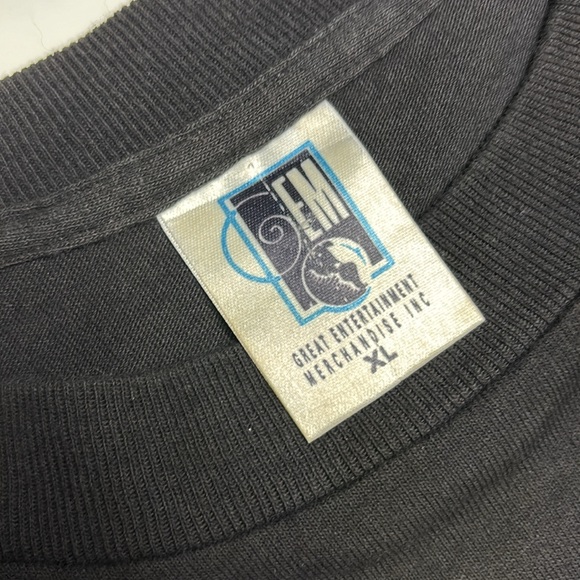 GEM
GREAT ENTERTAINMENT
MERCHANDISE INC
XL